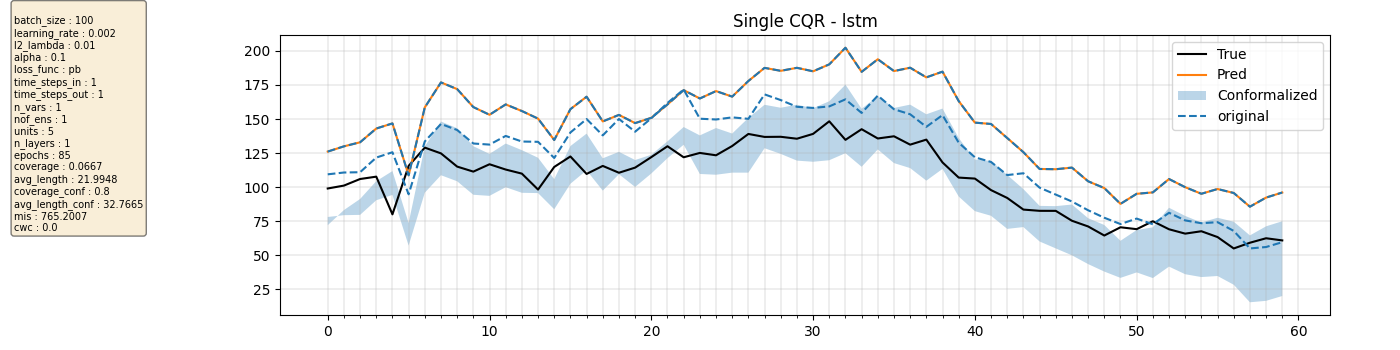 batch_size : 100
learning_rate : 0.002
l2_lambda : 0.01
alpha : 0.1
loss_func : pb
time_steps_in : 1
time_steps_out : 1
n_vars : 1
nof_ens : 1
units : 5
n_layers : 1
epochs : 85
coverage : 0.0667
avg_length : 21.9948
coverage_conf : 0.8
avg_length_conf : 32.7665
mis : 765.2007
cwc : 0.0
Single CQR - lstm
200
175
150
125
100
75
50
25
0 10 20 30 40 50 60
True
Pred
Conformalized
original